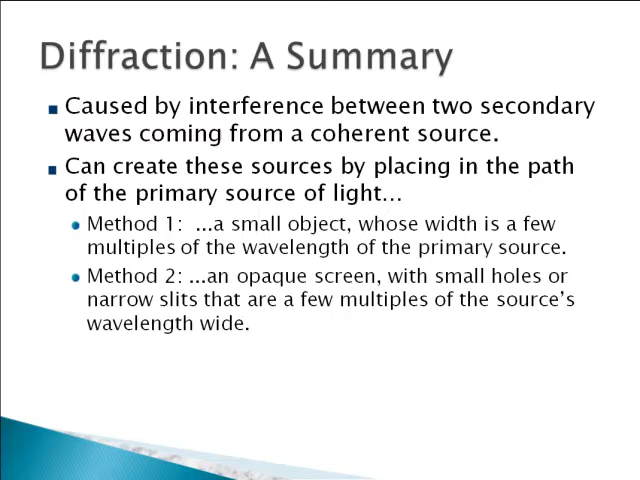 Diffraction: A Summary
Caused by interference between two secondary
waves coming from a coherent source.
Can create these sources by placing in the path
of the primary source of light...
Method 1: ...a small object, whose width is a few
multiples of the wavelength of the primary source.
Method 2: ...an opaque screen, with small holes or
narrow slits that are a few multiples of the source's
wavelength wide.